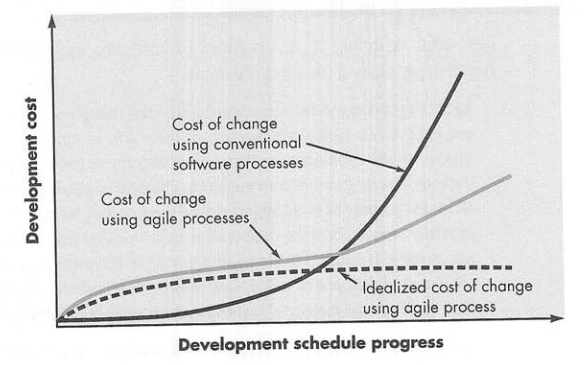 Development cost
Cost of change
using conventional
software processes
Cost of change
using agile processes
Idealized cost of change
using agile process
Development schedule progress